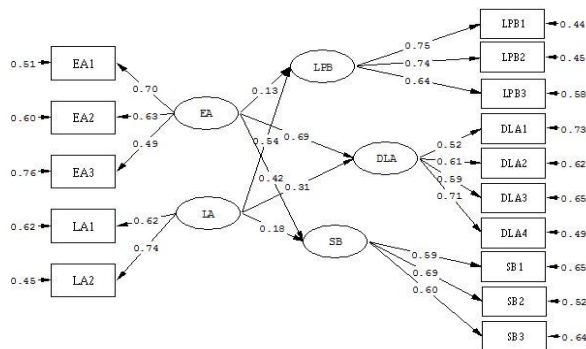 LPB1
0.44
LPB2
0.45
LPB3
0.58
0.75
0.74
0.64
LPB
0.51
EA1
0.60
EA2
0.76
EA3
0.70
0.63
0.49
EA
0.13
0.54
0.69
0.42
DLA1
0.73
DLA2
0.62
DLA3
0.65
DLA4
0.49
0.52
0.61
0.59
0.71
DLA
0.62
LA1
0.45
LA2
0.62
0.74
LA
0.31
0.18
SB
0.59
0.69
0.60
SB1
0.65
SB2
0.52
SB3
0.64